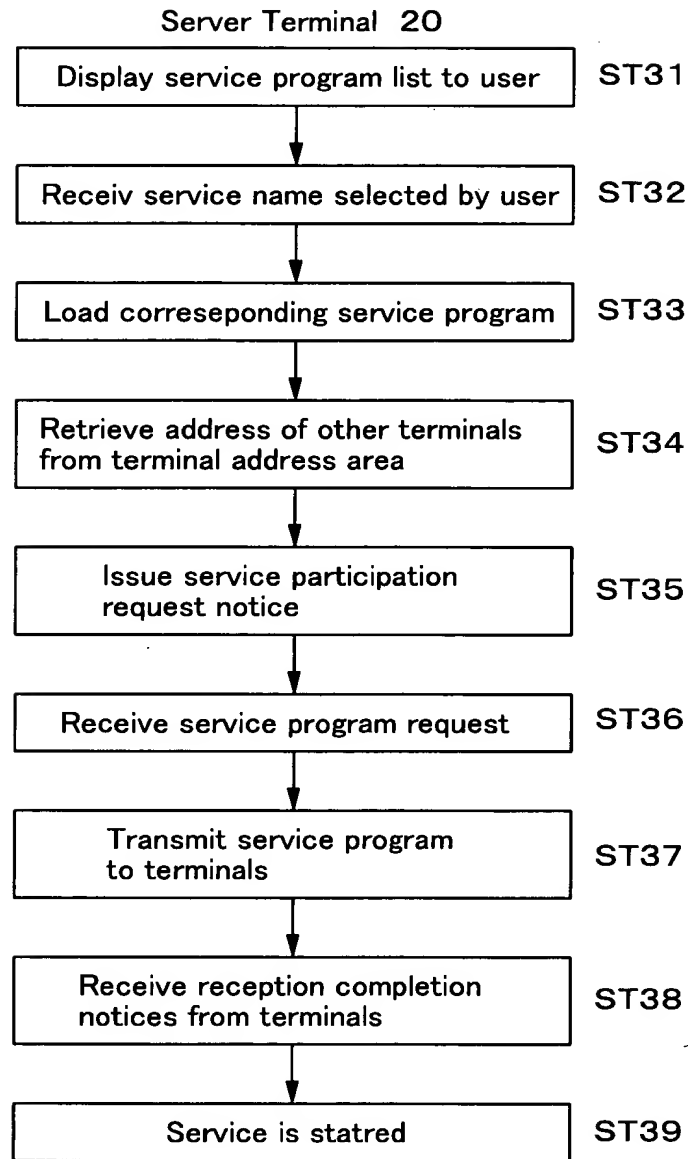 Server Terminal 20
Display service program list to user ST31
Receiv service name selected by user ST32
Load correseponding service program ST33
Retrieve address of other terminals
from terminal address area ST34
Issue service participation
request notice ST35
Receive service program request ST36
Transmit service program
to terminals ST37
Receive reception completion
notices from terminals ST38
Service is statred ST39